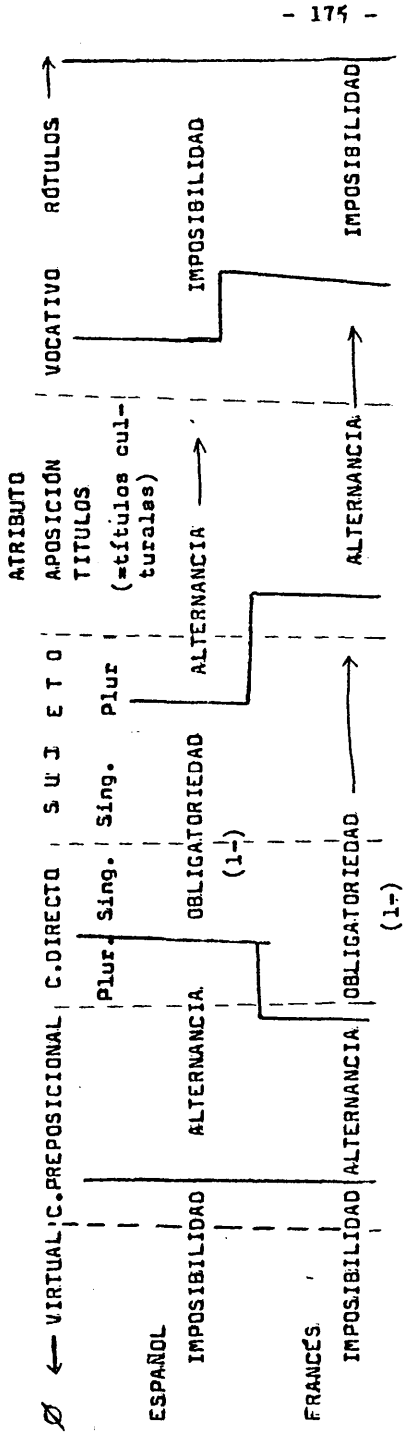 - 175 -
ATRIBUTO
Ø ← VIRTUAL C.PREPOSICIONAL C.DIRECTO S U J E T O APOSICIÓN VOCATIVO RÓTULOS →
TITULOS
Plur. Sing. Sing. Plur (=títulos cul-
turales)
ESPAÑOL
IMPOSIBILIDAD ALTERNANCIA OBLIGATORIEDAD ALTERNANCIA → IMPOSIBILIDAD
(1-)
FRANCÉS
IMPOSIBILIDAD ALTERNANCIA OBLIGATORIEDAD → ALTERNANCIA → IMPOSIBILIDAD
(1-)